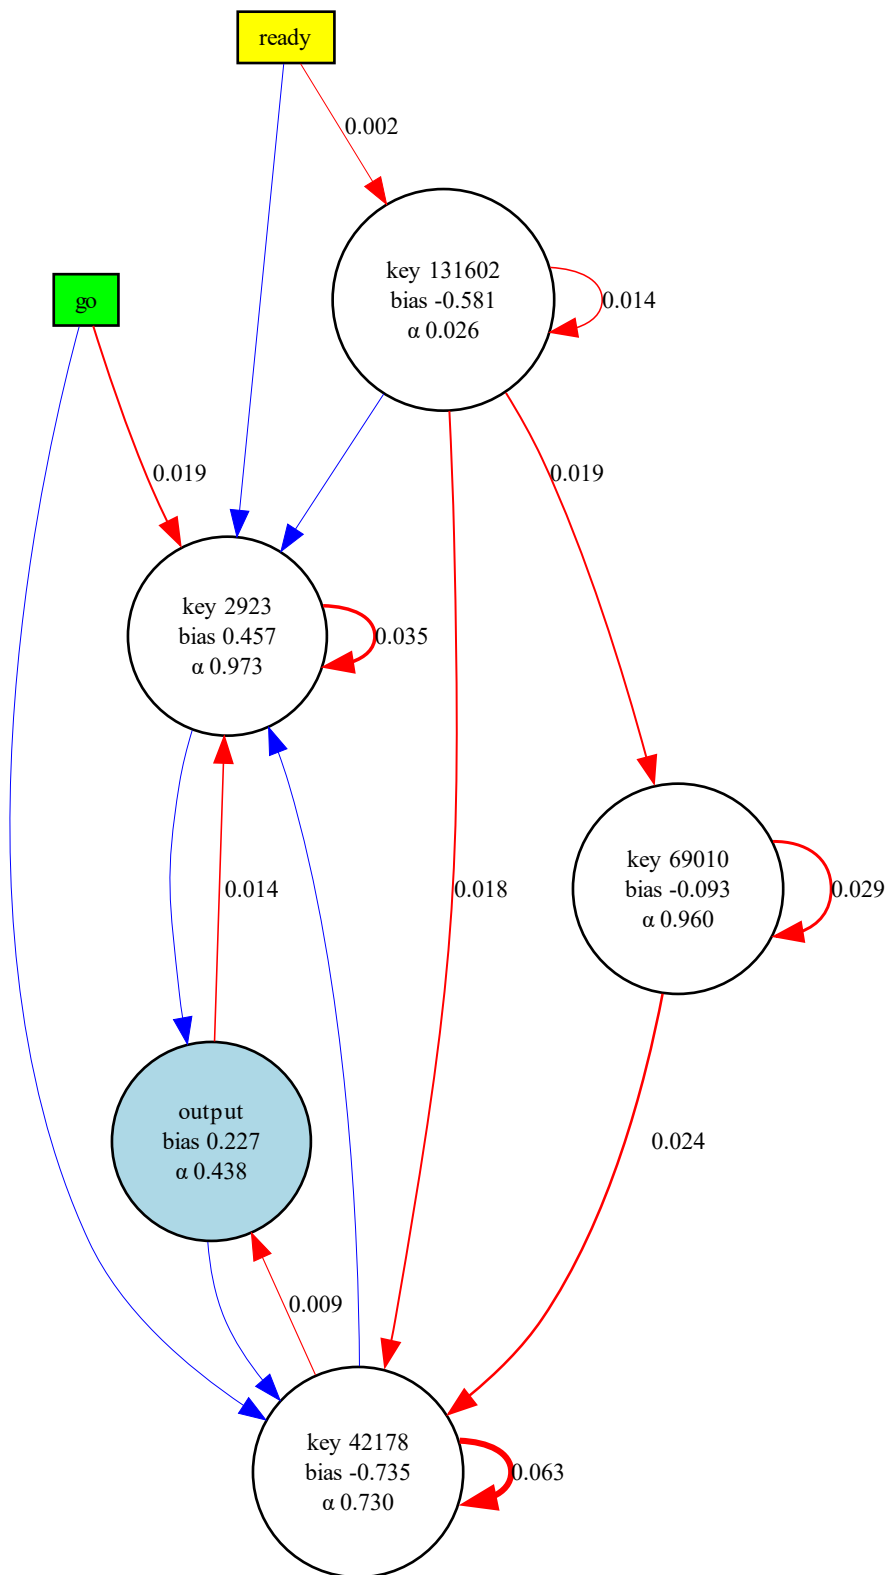 ready
0.002
key 131602
bias -0.581
α 0.026
0.014
go
0.019
0.019
key 2923
bias 0.457
α 0.973
0.035
key 69010
bias -0.093
α 0.960
0.029
0.014
0.018
output
bias 0.227
α 0.438
0.024
0.009
key 42178
bias -0.735
α 0.730
0.063